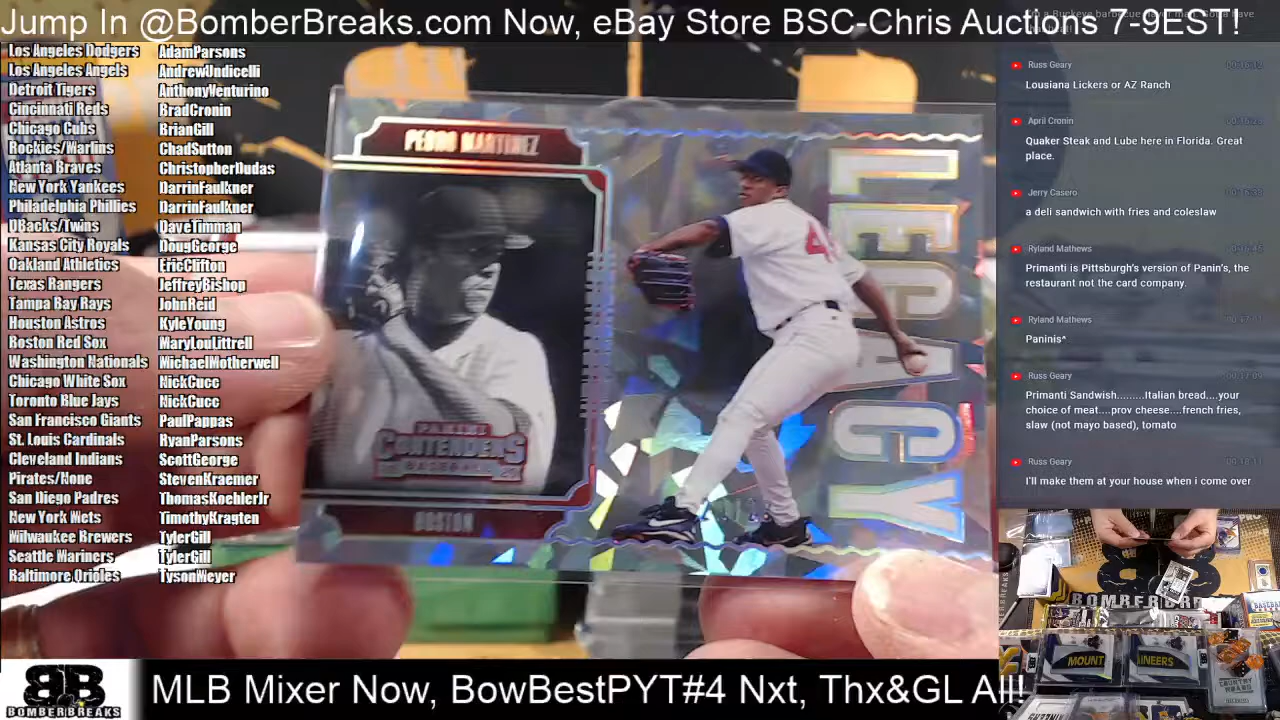 Jump In @BomberBreaks.com Now, eBay Store BSC-Chris Auctions 7-9EST!
Los Angeles Dodgers AdamParsons
Los Angeles Angels AndrewUndicelli
Detroit Tigers AnthonyVenturino
Cincinnati Reds BradCronin
Chicago Cubs BrianGill
Rockies/Marlins ChadSutton
Atlanta Braves ChristopherDudas
New York Yankees DarrinFaulkner
Philadelphia Phillies DarrinFaulkner
DBacks/Twins DaveTimman
Kansas City Royals DougGeorge
Oakland Athletics EricClifton
Texas Rangers JeffreyBishop
Tampa Bay Rays JohnReid
Houston Astros KyleYoung
Boston Red Sox MaryLouLittrell
Washington Nationals MichaelMotherwell
Chicago White Sox NickCucc
Toronto Blue Jays NickCucc
San Francisco Giants PaulPappas
St. Louis Cardinals RyanParsons
Cleveland Indians ScottGeorge
Pirates/None StevenKraemer
San Diego Padres ThomasKoehlerJr
New York Mets TimothyKragten
Milwaukee Brewers TylerGill
Seattle Mariners TylerGill
Baltimore Orioles TysonMeyer
PEDRO MARTINEZ
LEGACY
PANINI
CONTENDERS
BASEBALL
BOSTON
Russ Geary 00:16:12
Lousiana Lickers or AZ Ranch
April Cronin
Quaker Steak and Lube here in Florida. Great
place.
Jerry Casero
a deli sandwich with fries and coleslaw
Ryland Mathews
Primanti is Pittsburgh's version of Panin's, the
restaurant not the card company.
Ryland Mathews
Paninis*
Russ Geary
Primanti Sandwish.........Italian bread....your
choice of meat....prov cheese....french fries,
slaw (not mayo based), tomato
Russ Geary
I'll make them at your house when i come over
MOUNT AINEERS
BB
BOMBERBREAKS
MLB Mixer Now, BowBestPYT#4 Nxt, Thx&GL All!